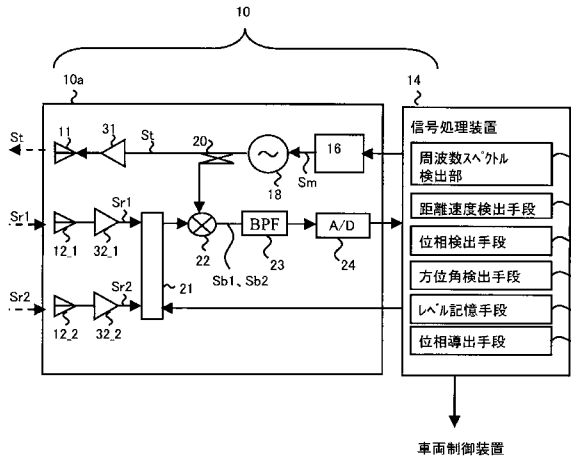 10
10a
14
St
11
31
St
20
18
Sm
16
信号処理装置
周波数スペクトル
検出部
距離速度検出手段
位相検出手段
方位角検出手段
レベル記憶手段
位相導出手段
Sr1
12_1
32_1
Sr1
22
BPF
23
A/D
24
Sb1、Sb2
Sr2
12_2
32_2
Sr2
21
車両制御装置